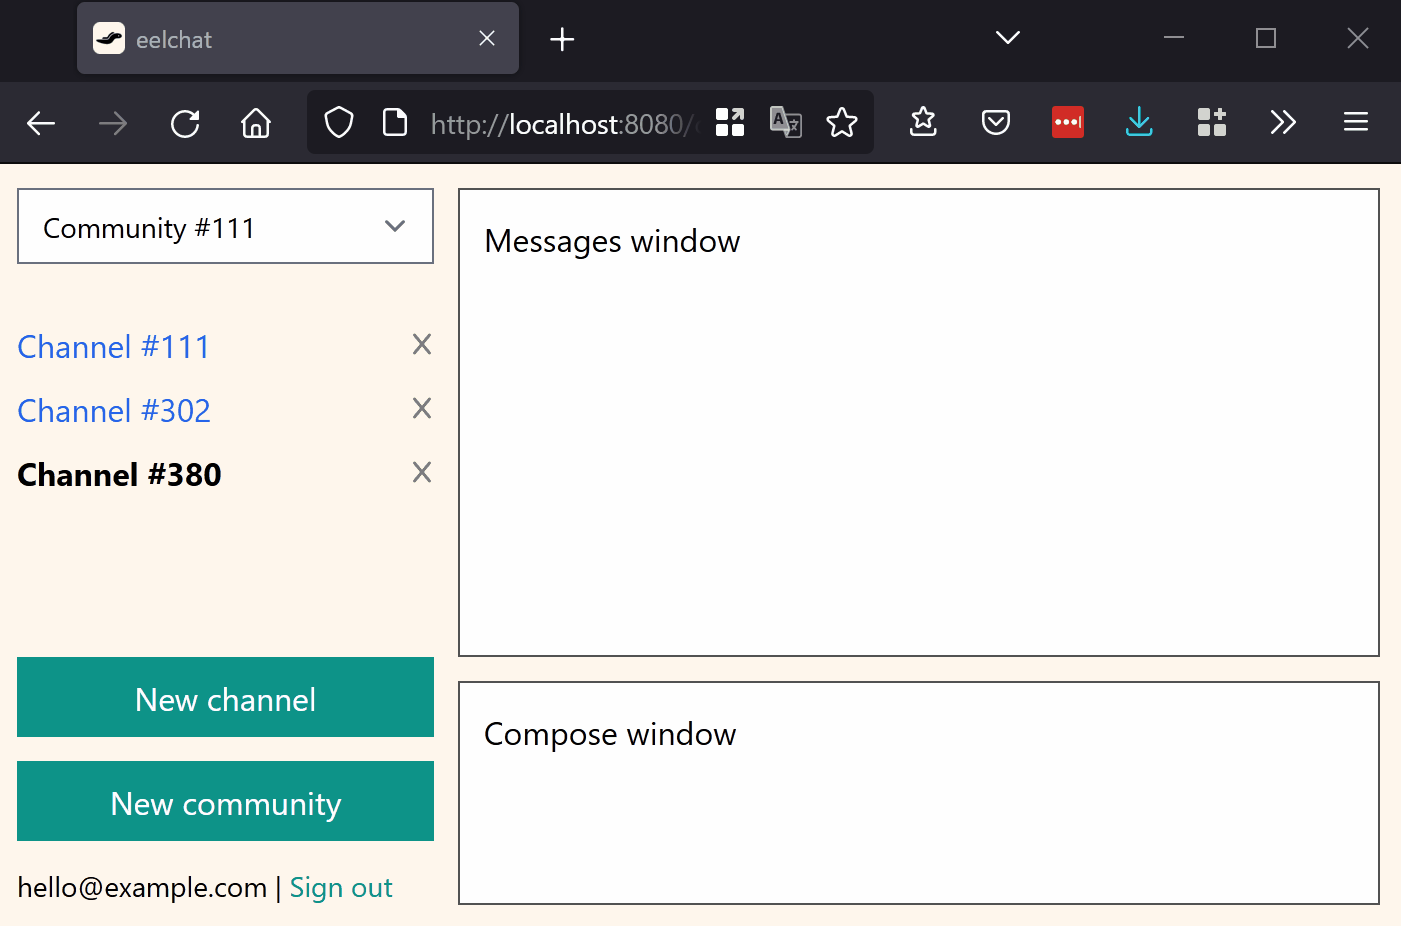 eelchat
http://localhost:8080/
Community #111
Channel #111
Channel #302
Channel #380
New channel
New community
hello@example.com | Sign out
Messages window
Compose window